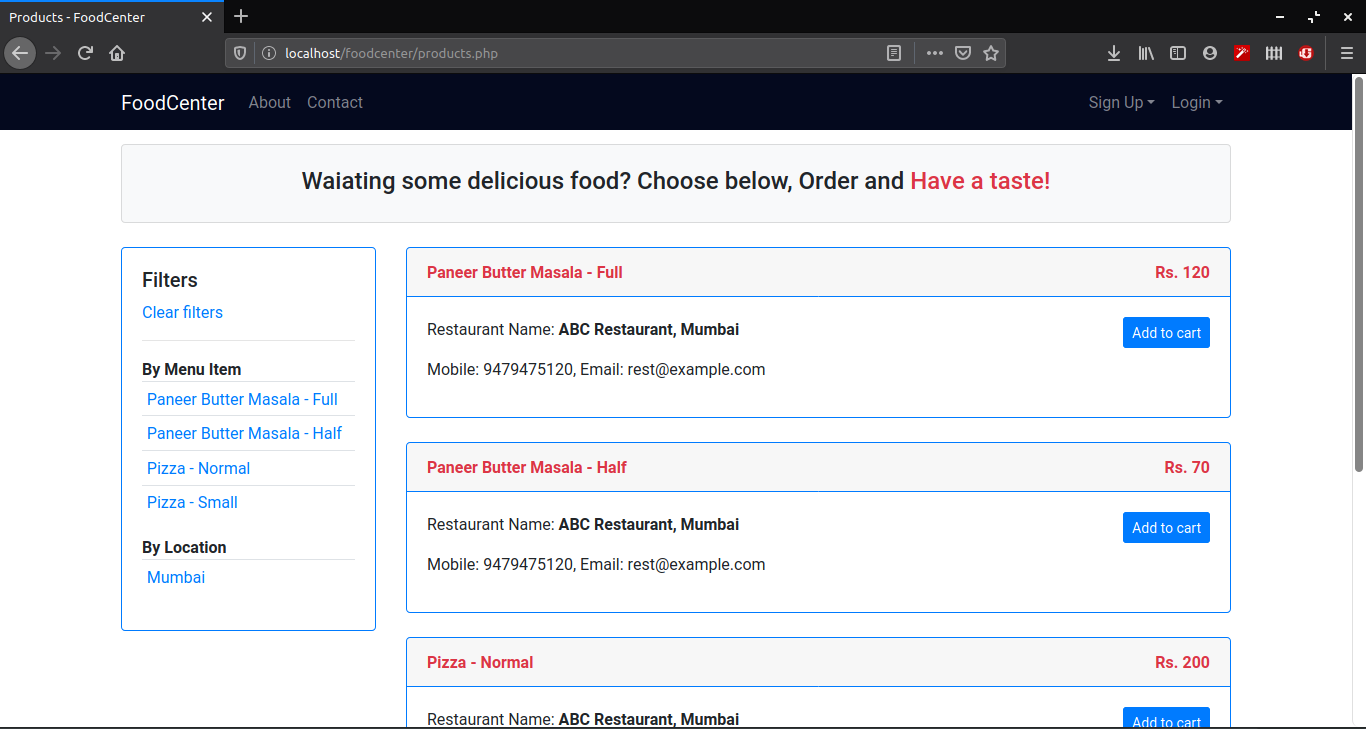 Products - FoodCenter
localhost/foodcenter/products.php
FoodCenter About Contact Sign Up Login
Waiating some delicious food? Choose below, Order and Have a taste!
Filters
Clear filters
By Menu Item
Paneer Butter Masala - Full
Paneer Butter Masala - Half
Pizza - Normal
Pizza - Small
By Location
Mumbai
Paneer Butter Masala - Full Rs. 120
Restaurant Name: ABC Restaurant, Mumbai Add to cart
Mobile: 9479475120, Email: rest@example.com
Paneer Butter Masala - Half Rs. 70
Restaurant Name: ABC Restaurant, Mumbai Add to cart
Mobile: 9479475120, Email: rest@example.com
Pizza - Normal Rs. 200
Restaurant Name: ABC Restaurant, Mumbai Add to cart